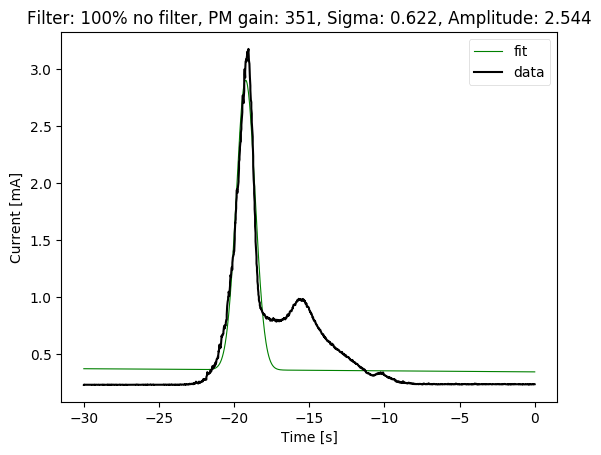 Filter: 100% no filter, PM gain: 351, Sigma: 0.622, Amplitude: 2.544
fit
data
3.0
2.5
2.0
1.5
1.0
0.5
Current [mA]
−30 −25 −20 −15 −10 −5 0
Time [s]